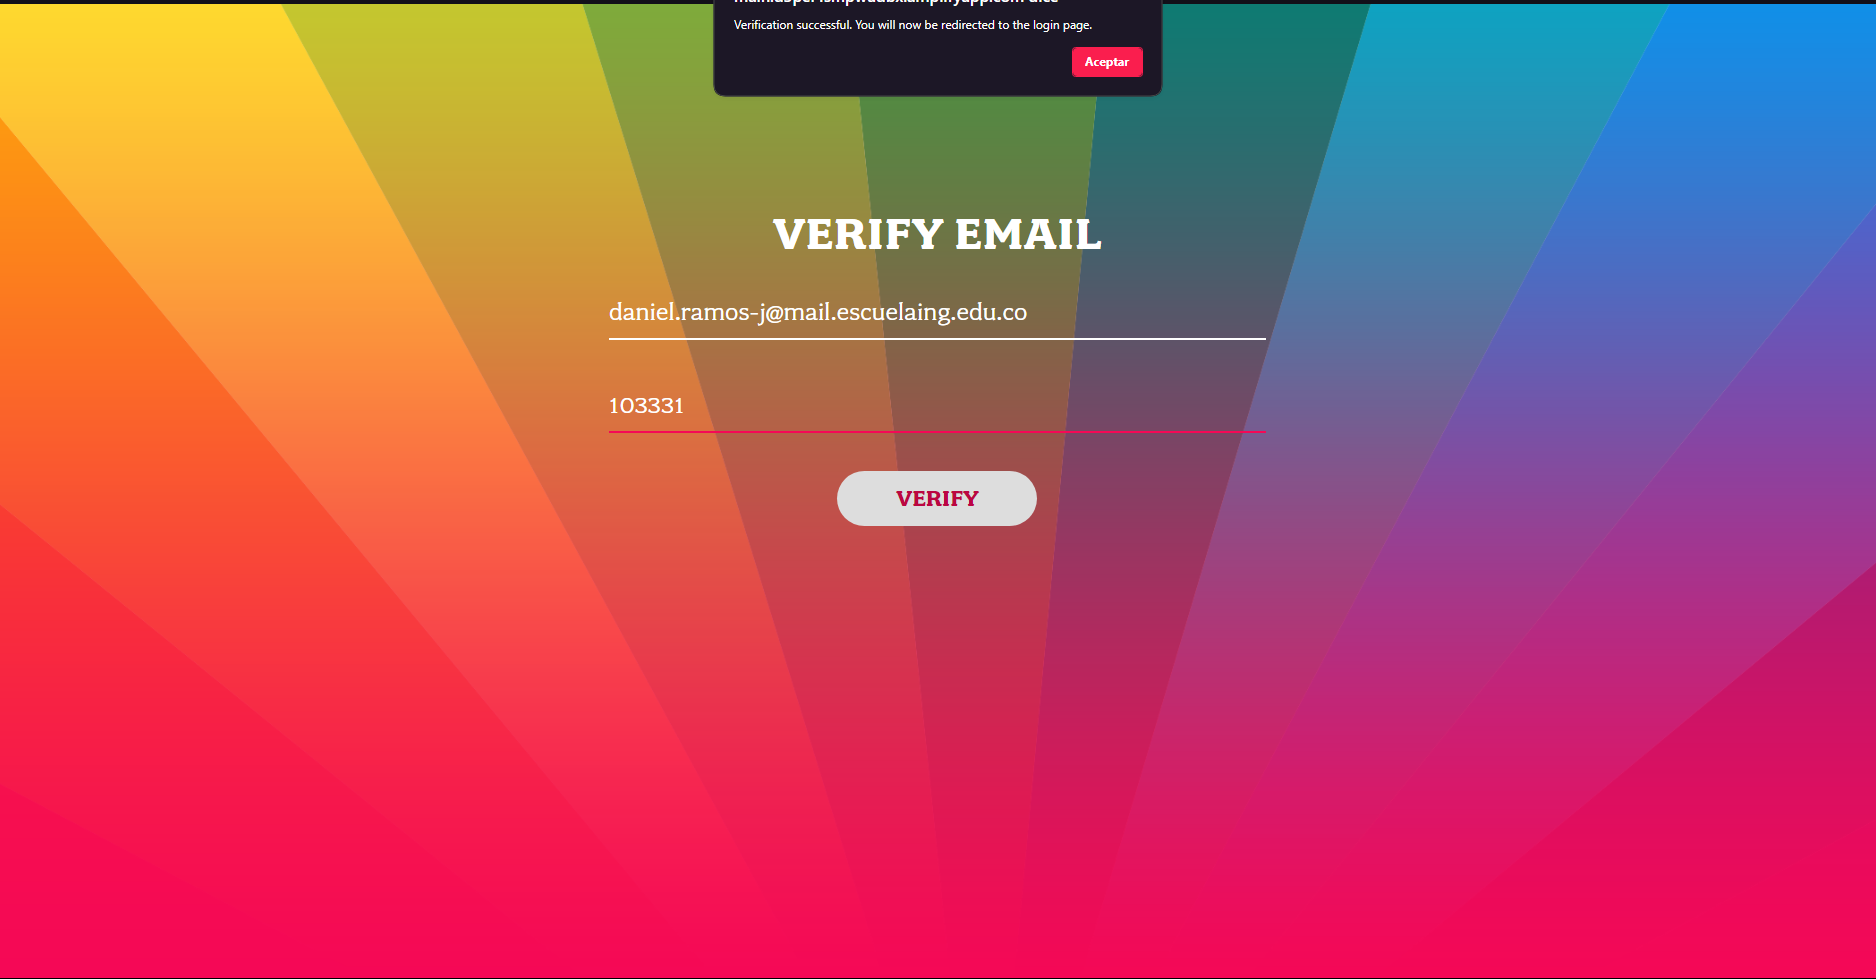 Verification successful. You will now be redirected to the login page.
Aceptar
VERIFY EMAIL
daniel.ramos-j@mail.escuelaing.edu.co
103331
VERIFY